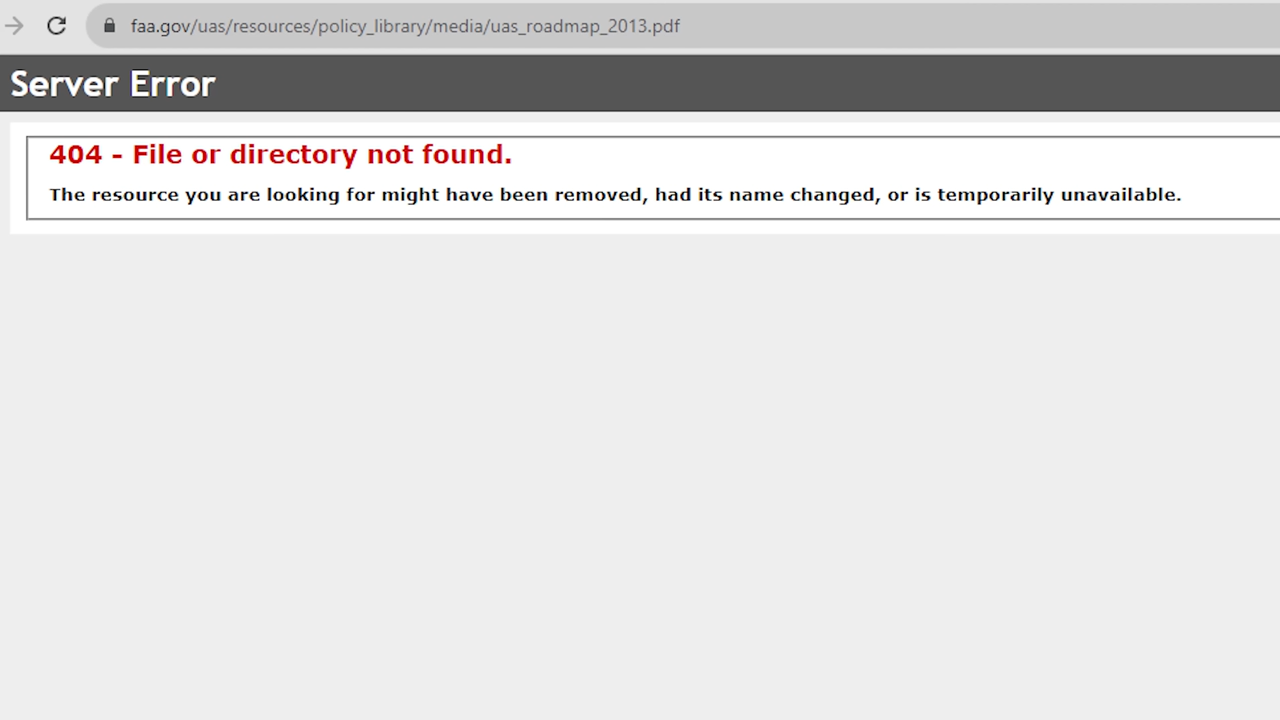 faa.gov/uas/resources/policy_library/media/uas_roadmap_2013.pdf
Server Error
404 - File or directory not found.
The resource you are looking for might have been removed, had its name changed, or is temporarily unavailable.